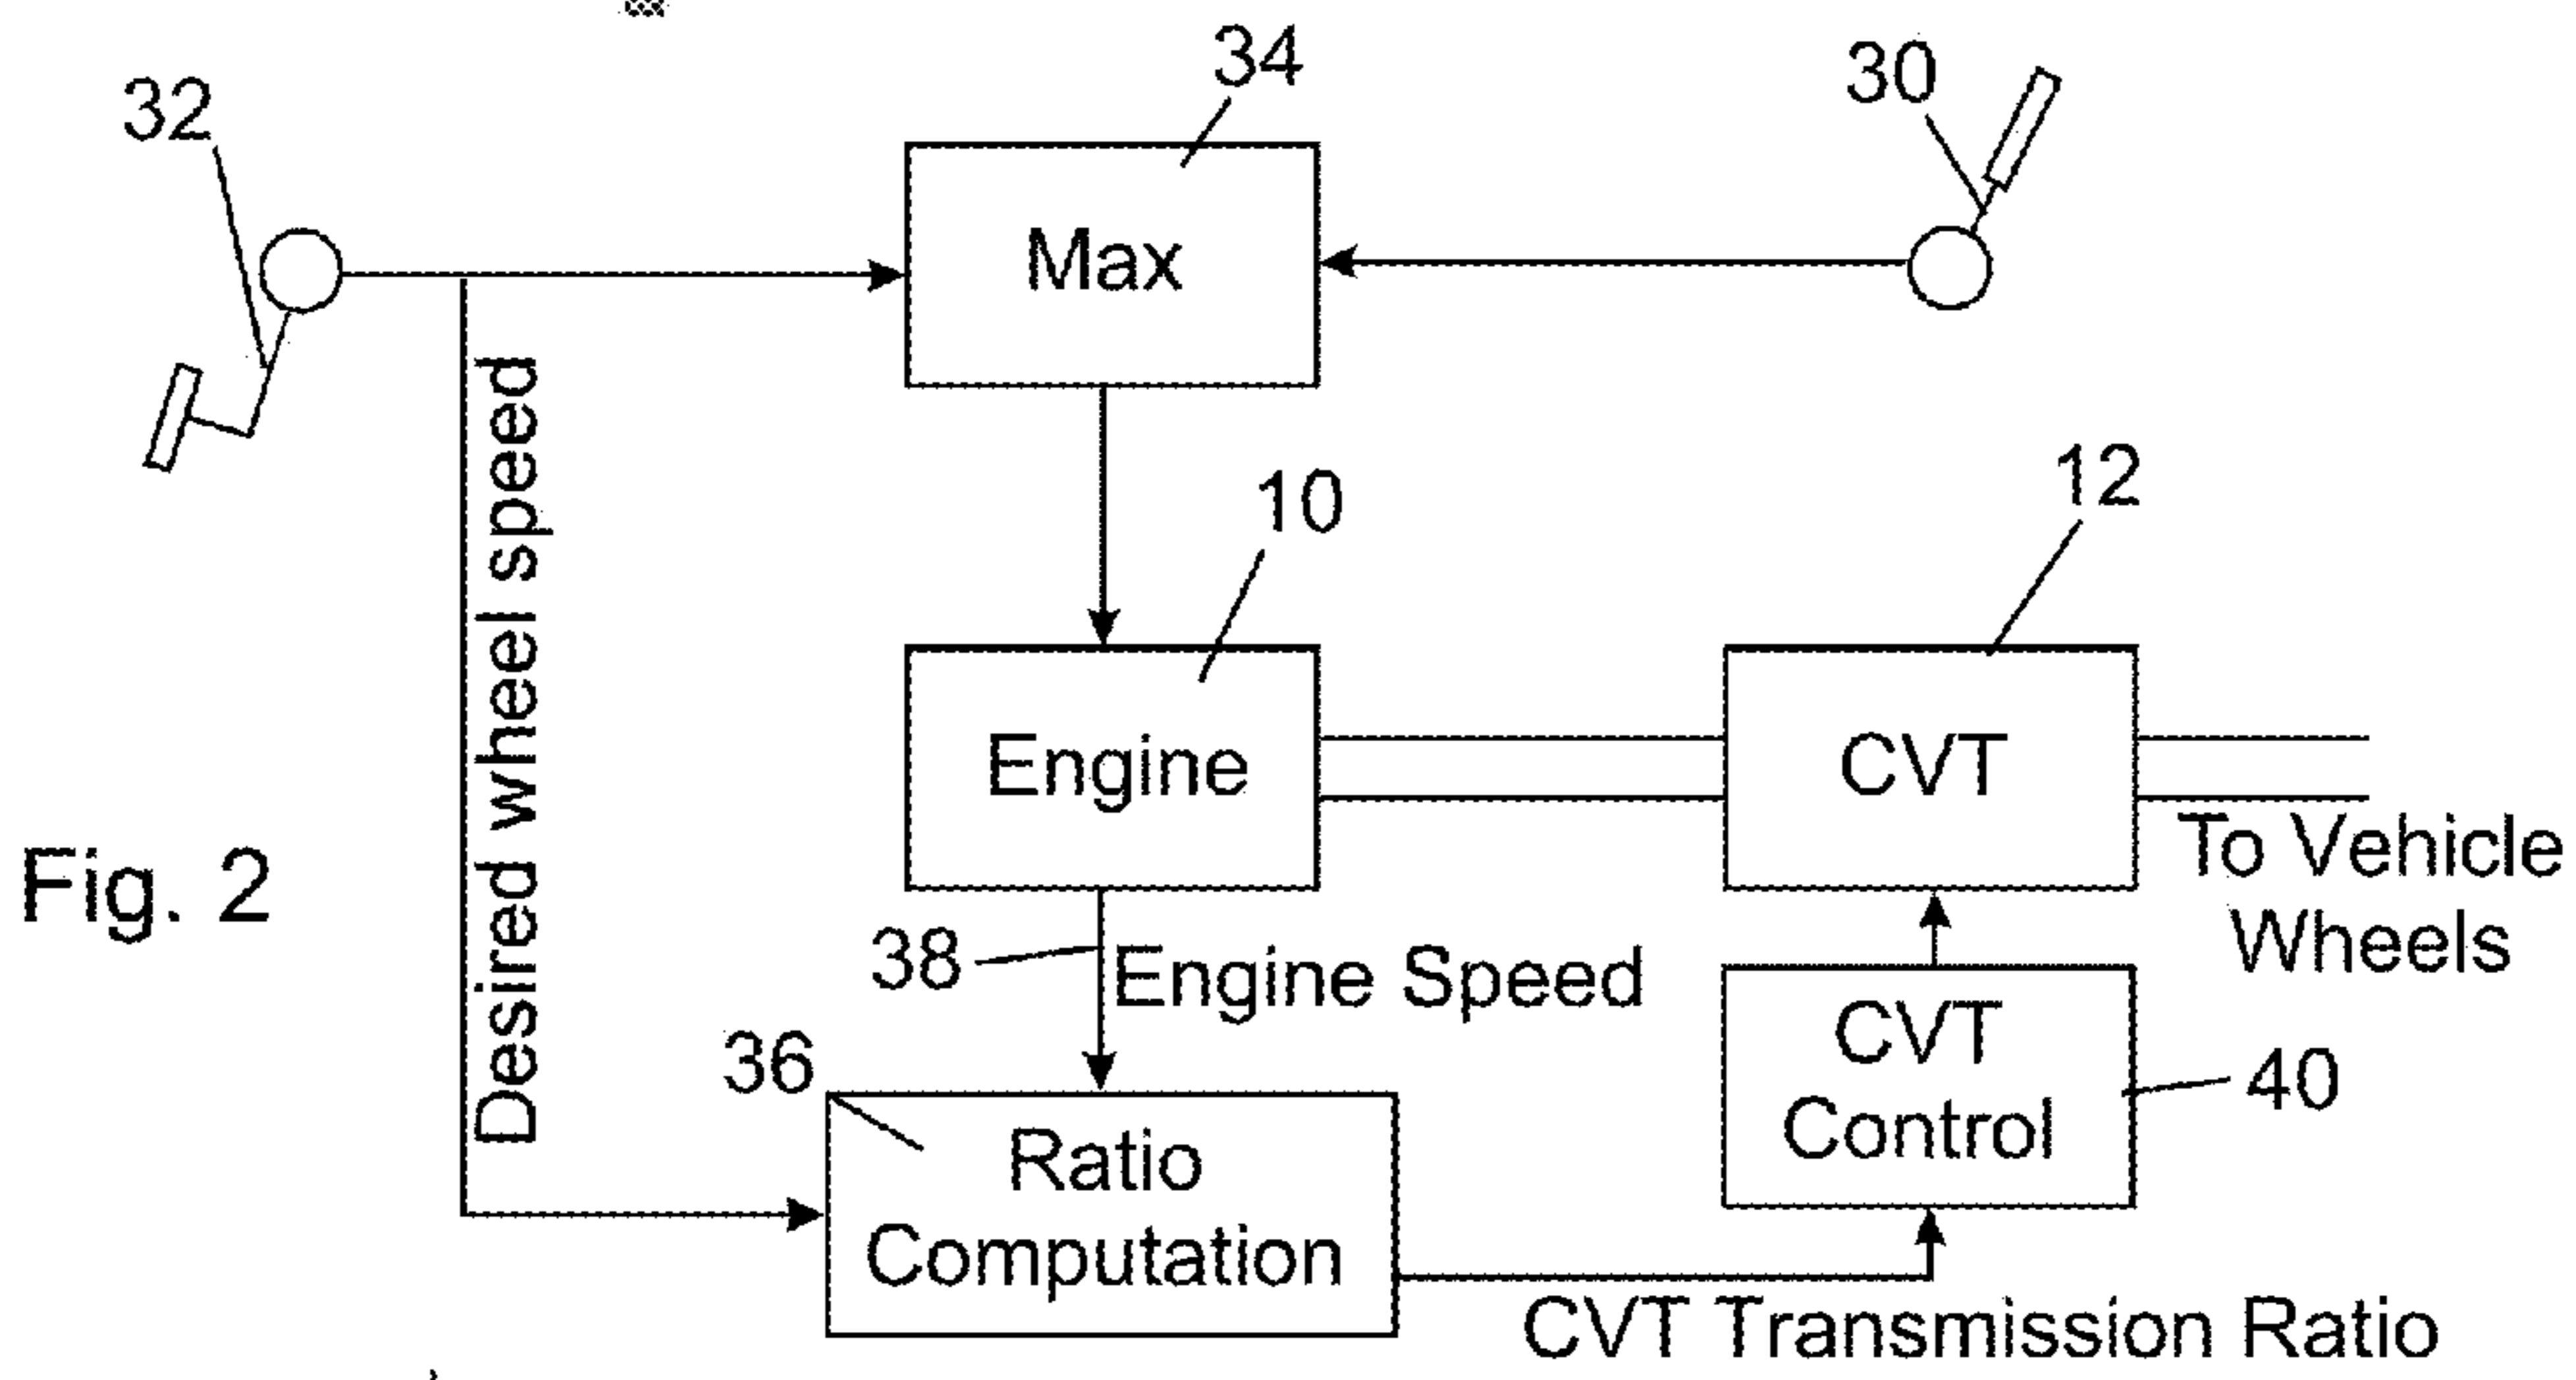 34
30
32
Max
10
12
Desired wheel speed
Engine
CVT
To Vehicle
Wheels
Fig. 2
38
Engine Speed
CVT
Control
40
36
Ratio
Computation
CVT Transmission Ratio